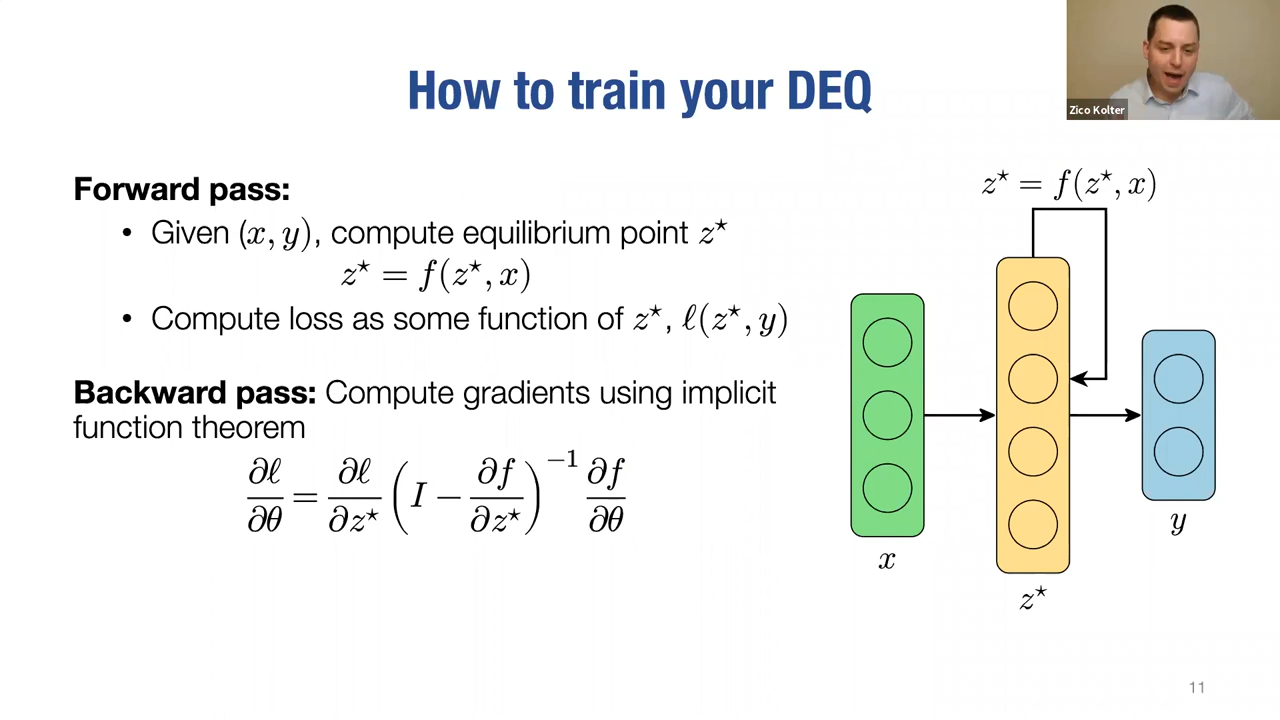 How to train your DEQ
Zico Kolter
Forward pass:
• Given (x, y), compute equilibrium point z⋆
z⋆ = f(z⋆, x)
• Compute loss as some function of z⋆, ℓ(z⋆, y)
Backward pass: Compute gradients using implicit
function theorem
∂ℓ/∂θ = ∂ℓ/∂z⋆ (I − ∂f/∂z⋆)⁻¹ ∂f/∂θ
z⋆ = f(z⋆, x)
x
z⋆
y
11